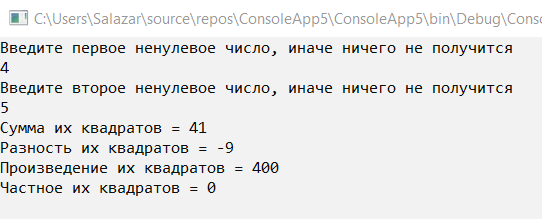 C:\Users\Salazar\source\repos\ConsoleApp5\ConsoleApp5\bin\Debug\Conso
Введите первое ненулевое число, иначе ничего не получится
4
Введите второе ненулевое число, иначе ничего не получится
5
Сумма их квадратов = 41
Разность их квадратов = -9
Произведение их квадратов = 400
Частное их квадратов = 0